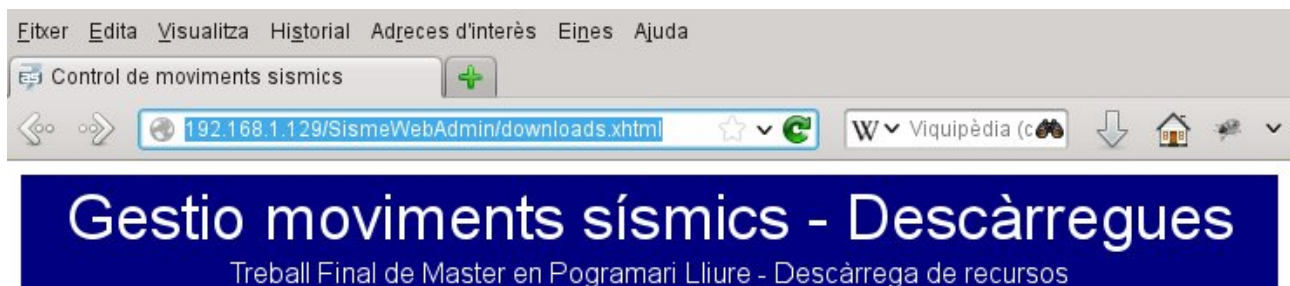 Fitxer Edita Visualitza Historial Adreces d'interès Eines Ajuda
Control de moviments sismics
192.168.1.129/SismeWebAdmin/downloads.xhtml W Viquipèdia (c
Gestio moviments sísmics - Descàrregues
Treball Final de Master en Pogramari Lliure - Descàrrega de recursos